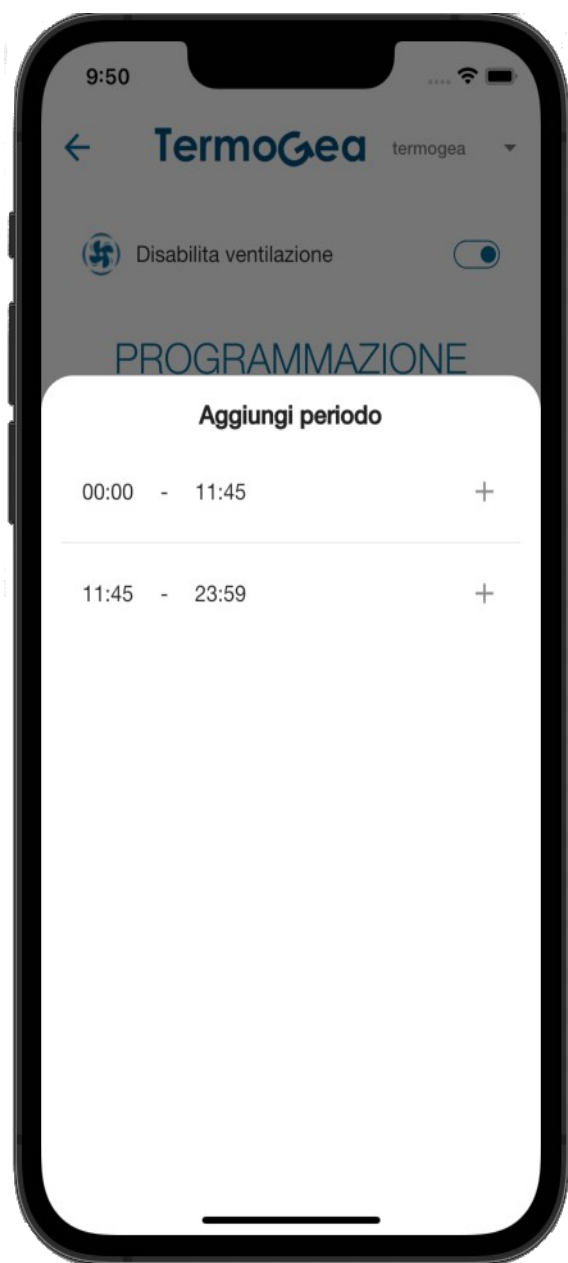 9:50
TermoGea termogea
Disabilita ventilazione
PROGRAMMAZIONE
Aggiungi periodo
00:00 - 11:45 +
11:45 - 23:59 +